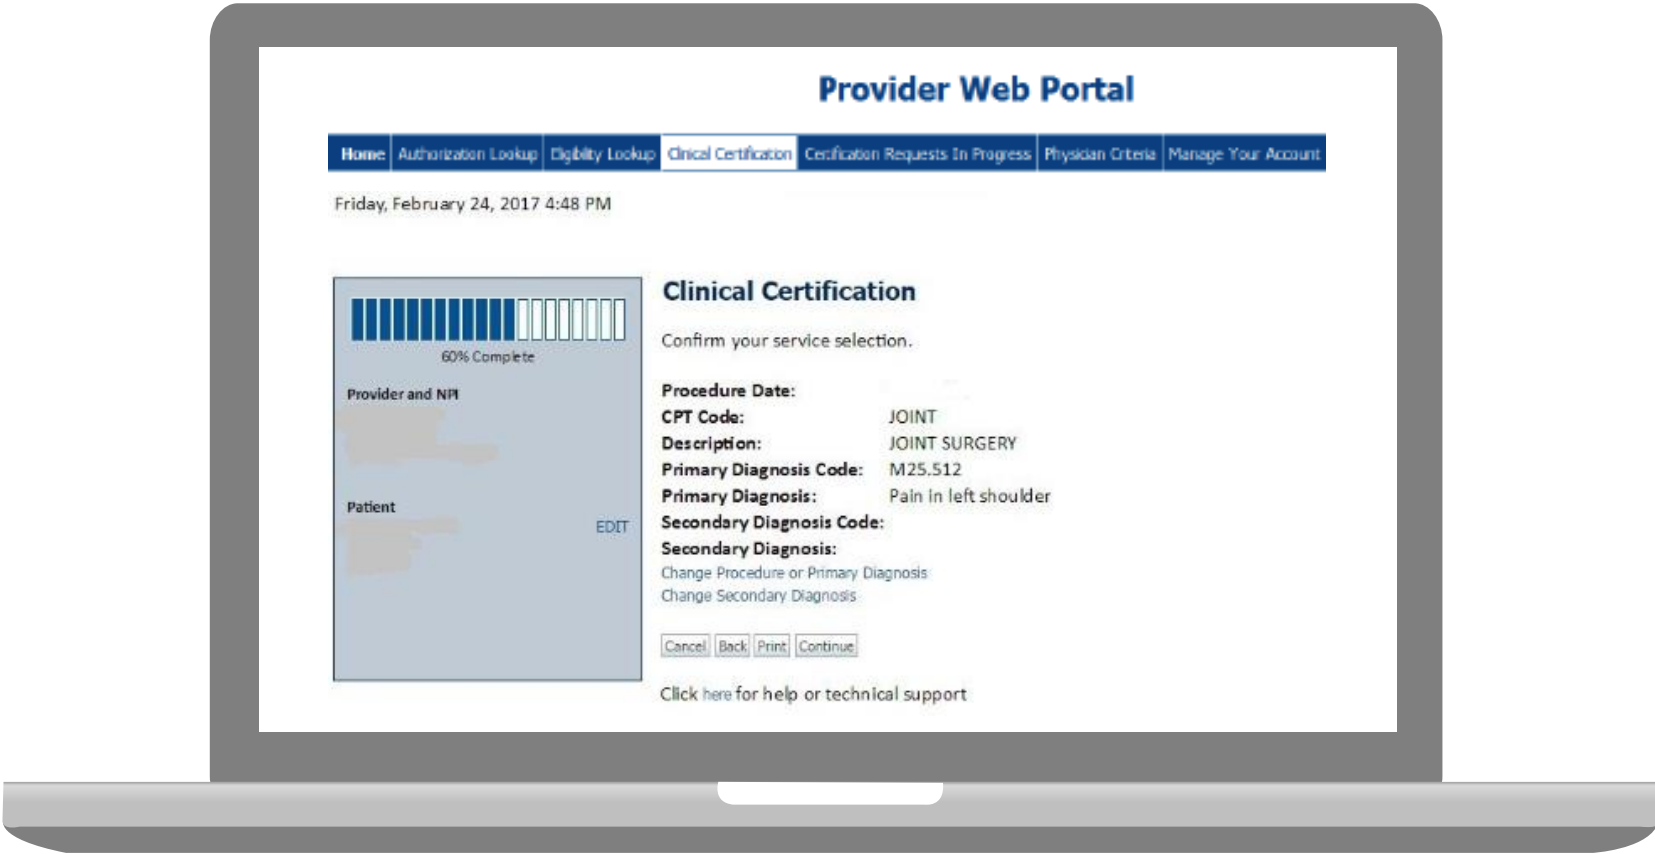 Provider Web Portal
Home Authorization Lookup Eligibility Lookup Clinical Certification Certification Requests In Progress Physician Criteria Manage Your Account
Friday, February 24, 2017 4:48 PM
60% Complete
Provider and NPI
Patient
EDIT
Clinical Certification
Confirm your service selection.
Procedure Date:
CPT Code: JOINT
Description: JOINT SURGERY
Primary Diagnosis Code: M25.512
Primary Diagnosis: Pain in left shoulder
Secondary Diagnosis Code:
Secondary Diagnosis:
Change Procedure or Primary Diagnosis
Change Secondary Diagnosis
Cancel Back Print Continue
Click here for help or technical support